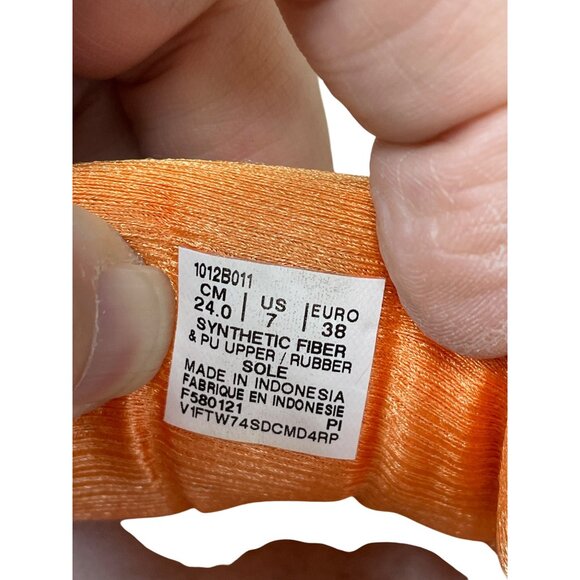 1012B011
CM | US | EURO
24.0 | 7 | 38
SYNTHETIC FIBER
& PU UPPER / RUBBER
SOLE
MADE IN INDONESIA
FABRIQUE EN INDONESIE
F580121 PI
V1FTW74SDCMD4RP